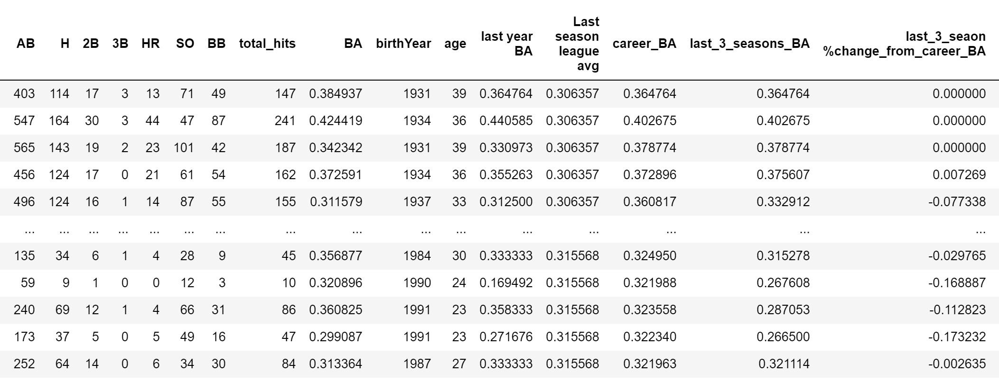 AB H 2B 3B HR SO BB total_hits BA birthYear age last year BA Last season league avg career_BA last_3_seasons_BA last_3_seaon %change_from_career_BA
403 114 17 3 13 71 49 147 0.384937 1931 39 0.364764 0.306357 0.364764 0.364764 0.000000
547 164 30 3 44 47 87 241 0.424419 1934 36 0.440585 0.306357 0.402675 0.402675 0.000000
565 143 19 2 23 101 42 187 0.342342 1931 39 0.330973 0.306357 0.378774 0.378774 0.000000
456 124 17 0 21 61 54 162 0.372591 1934 36 0.355263 0.306357 0.372896 0.375607 0.007269
496 124 16 1 14 87 55 155 0.311579 1937 33 0.312500 0.306357 0.360817 0.332912 -0.077338
... ... ... ... ... ... ... ... ... ... ... ... ... ... ... ...
135 34 6 1 4 28 9 45 0.356877 1984 30 0.333333 0.315568 0.324950 0.315278 -0.029765
59 9 1 0 0 12 3 10 0.320896 1990 24 0.169492 0.315568 0.321988 0.267608 -0.168887
240 69 12 1 4 66 31 86 0.360825 1991 23 0.358333 0.315568 0.323558 0.287053 -0.112823
173 37 5 0 5 49 16 47 0.299087 1991 23 0.271676 0.315568 0.322340 0.266500 -0.173232
252 64 14 0 6 34 30 84 0.313364 1987 27 0.333333 0.315568 0.321963 0.321114 -0.002635